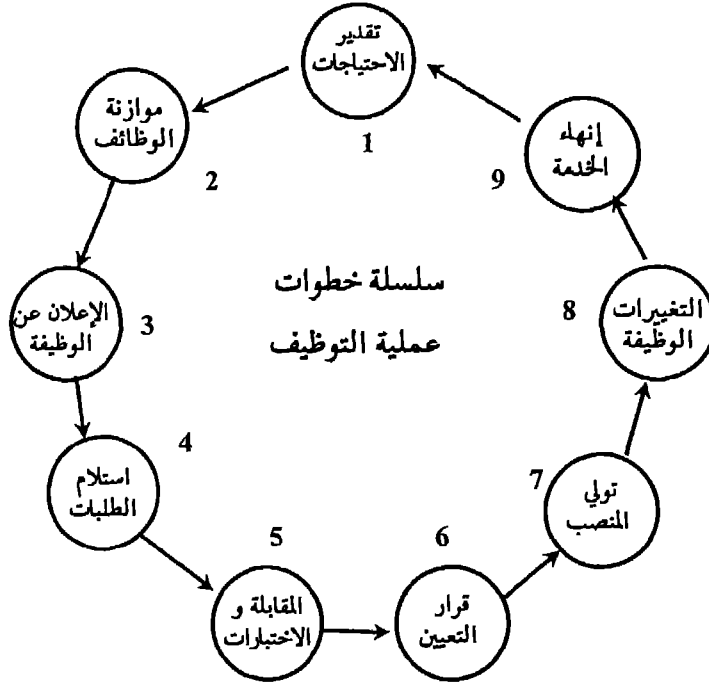 تقدير
الاحتياجات
1
موازنة
الوظائف
2
الإعلان عن
الوظيفة
3
استلام
الطلبات
4
المقابلة و
الاختبارات
5
قرار
التعيين
6
تولي
المنصب
7
التغييرات
الوظيفة
8
إنهاء
الخدمة
9
سلسلة خطوات
عملية التوظيف